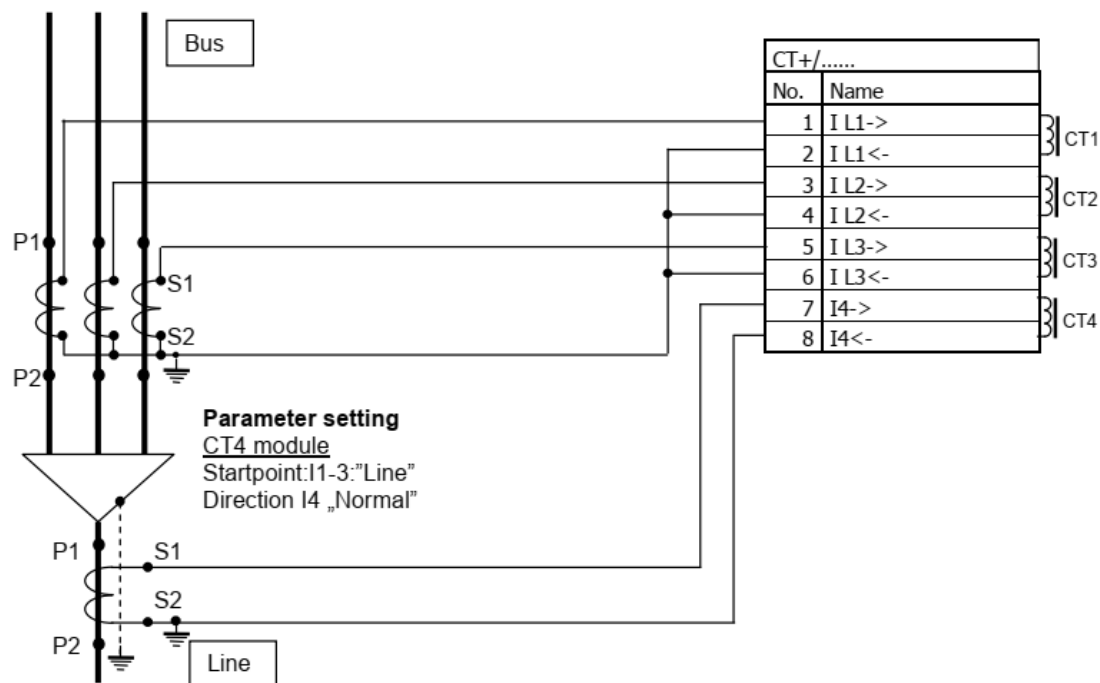 Bus
CT+/......
No. Name
1 I L1->
2 I L1<-
3 I L2->
4 I L2<-
5 I L3->
6 I L3<-
7 I4->
8 I4<-
CT1
CT2
CT3
CT4
P1
S1
S2
P2
Parameter setting
CT4 module
Startpoint:I1-3:”Line”
Direction I4 „Normal”
P1
S1
S2
P2
Line